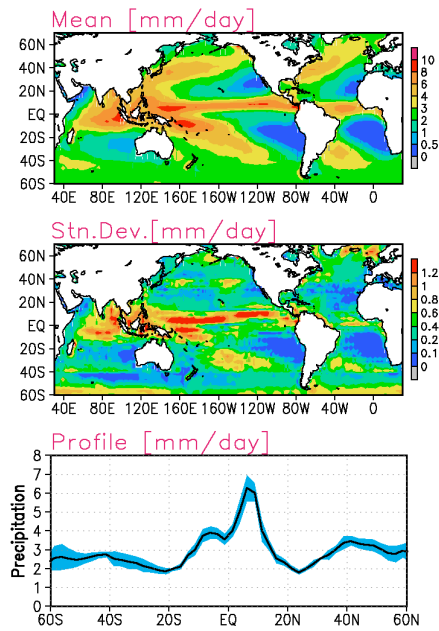 Mean [mm/day]
60N
40N
20N
EQ
20S
40S
60S
40E 80E 120E 160E 160W 120W 80W 40W 0
10
8
6
4
3
2
1
0.5
0
Stn.Dev.[mm/day]
60N
40N
20N
EQ
20S
40S
60S
40E 80E 120E 160E 160W 120W 80W 40W 0
1.2
1
0.8
0.6
0.4
0.2
0.1
0
Profile [mm/day]
Precipitation
8
7
6
5
4
3
2
1
0
60S 40S 20S EQ 20N 40N 60N